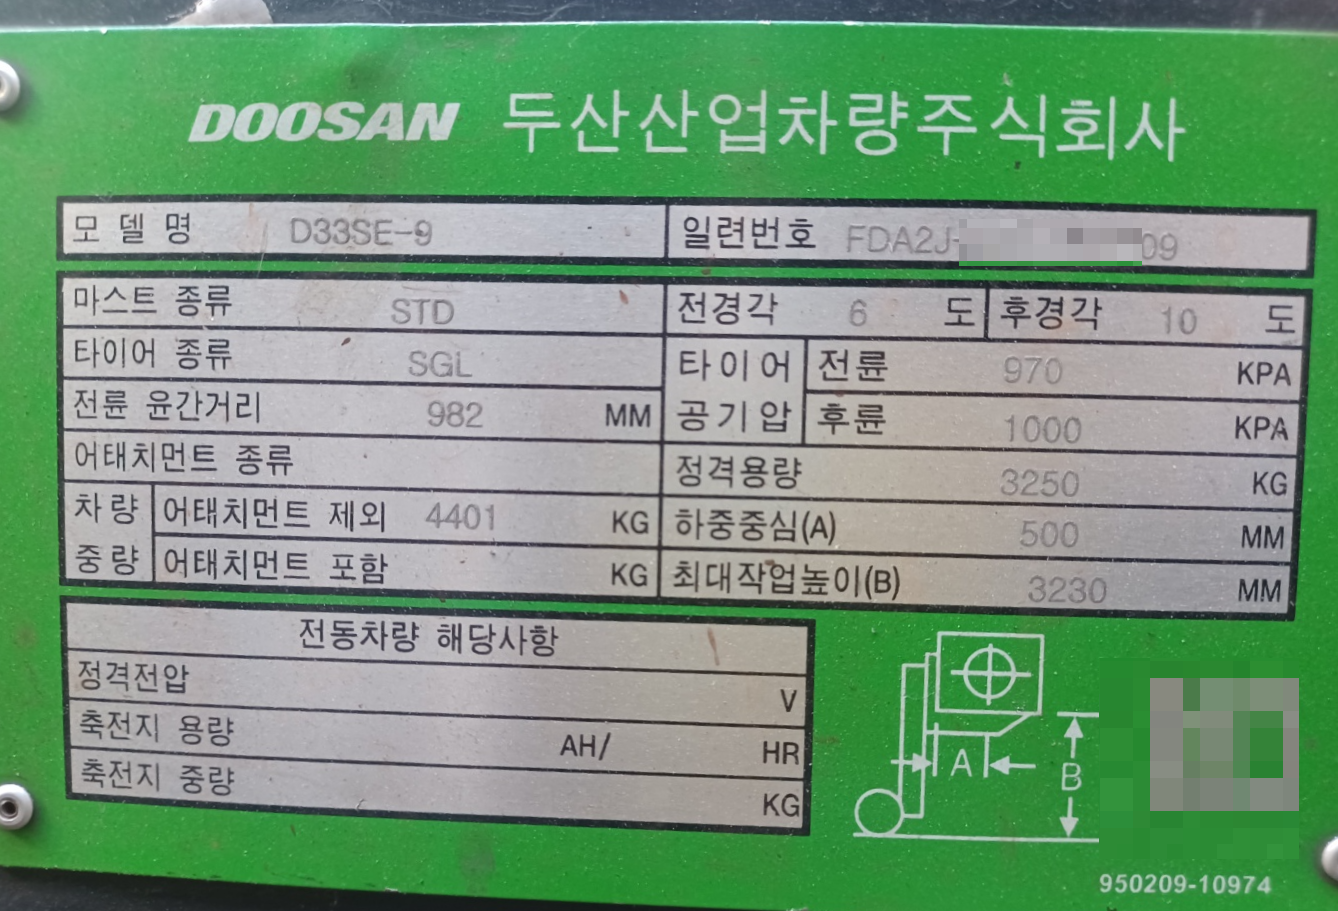 DOOSAN 두산산업차량주식회사
모델명 D33SE-9 일련번호 FDA2J- 09
마스트 종류 STD 전경각 6 도 후경각 10 도
타이어 종류 SGL 타이어 전륜 970 KPA
전륜 윤간거리 982 MM 공기압 후륜 1000 KPA
어태치먼트 종류 정격용량 3250 KG
차량 어태치먼트 제외 4401 KG 하중중심(A) 500 MM
중량 어태치먼트 포함 KG 최대작업높이(B) 3230 MM
전동차량 해당사항
정격전압 V
축전지 용량 AH/ HR
축전지 중량 KG
A
B
950209-10974